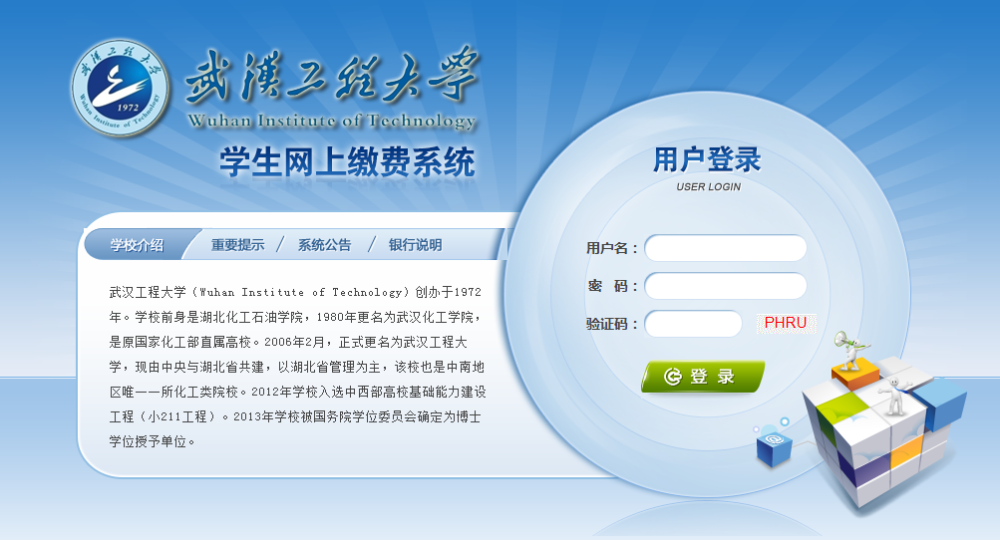 武汉工程大学
Wuhan Institute of Technology
1972
武漢工程大學
Wuhan Institute of Technology
学生网上缴费系统
学校介绍 重要提示 / 系统公告 / 银行说明
武汉工程大学（Wuhan Institute of Technology）创办于1972
年。学校前身是湖北化工石油学院，1980年更名为武汉化工学院，
是原国家化工部直属高校。2006年2月，正式更名为武汉工程大
学，现由中央与湖北省共建，以湖北省管理为主，该校也是中南地
区唯一一所化工类院校。2012年学校入选中西部高校基础能力建设
工程（小211工程）。2013年学校被国务院学位委员会确定为博士
学位授予单位。
用户登录
USER LOGIN
用户名：
密 码：
验证码： PHRU
登 录
@